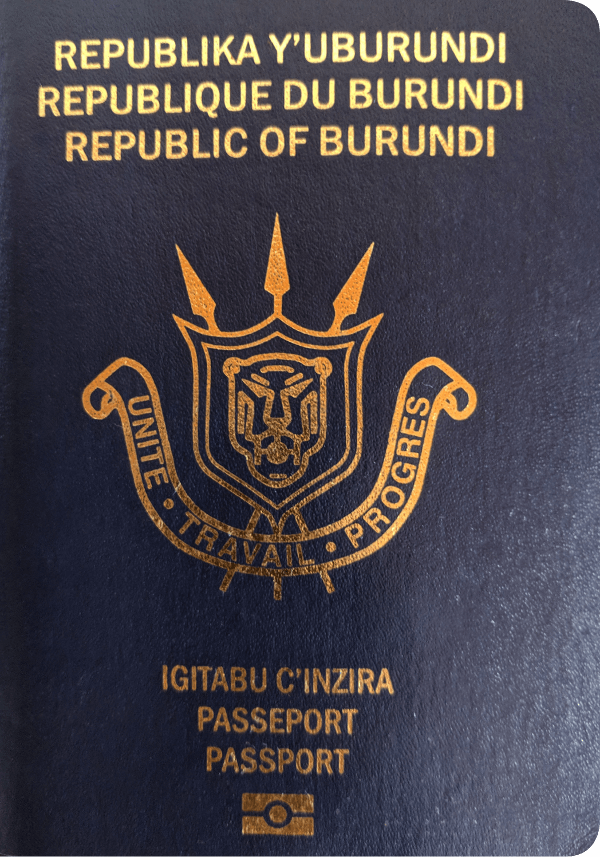 REPUBLIKA Y'UBURUNDI
REPUBLIQUE DU BURUNDI
REPUBLIC OF BURUNDI
UNITE • TRAVAIL • PROGRES
IGITABU C'INZIRA
PASSEPORT
PASSPORT